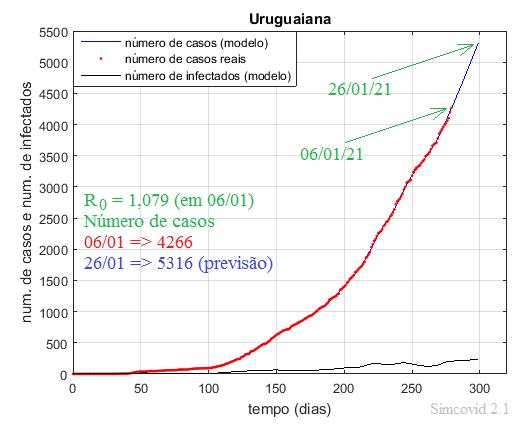 Uruguaiana
número de casos (modelo)
número de casos reais
número de infectados (modelo)
26/01/21
06/01/21
R0 = 1,079 (em 06/01)
Número de casos
06/01 => 4266
26/01 => 5316 (previsão)
num. de casos e num. de infectados
5500
5000
4500
4000
3500
3000
2500
2000
1500
1000
500
0
0 50 100 150 200 250 300
tempo (dias)
Simcovid 2.1